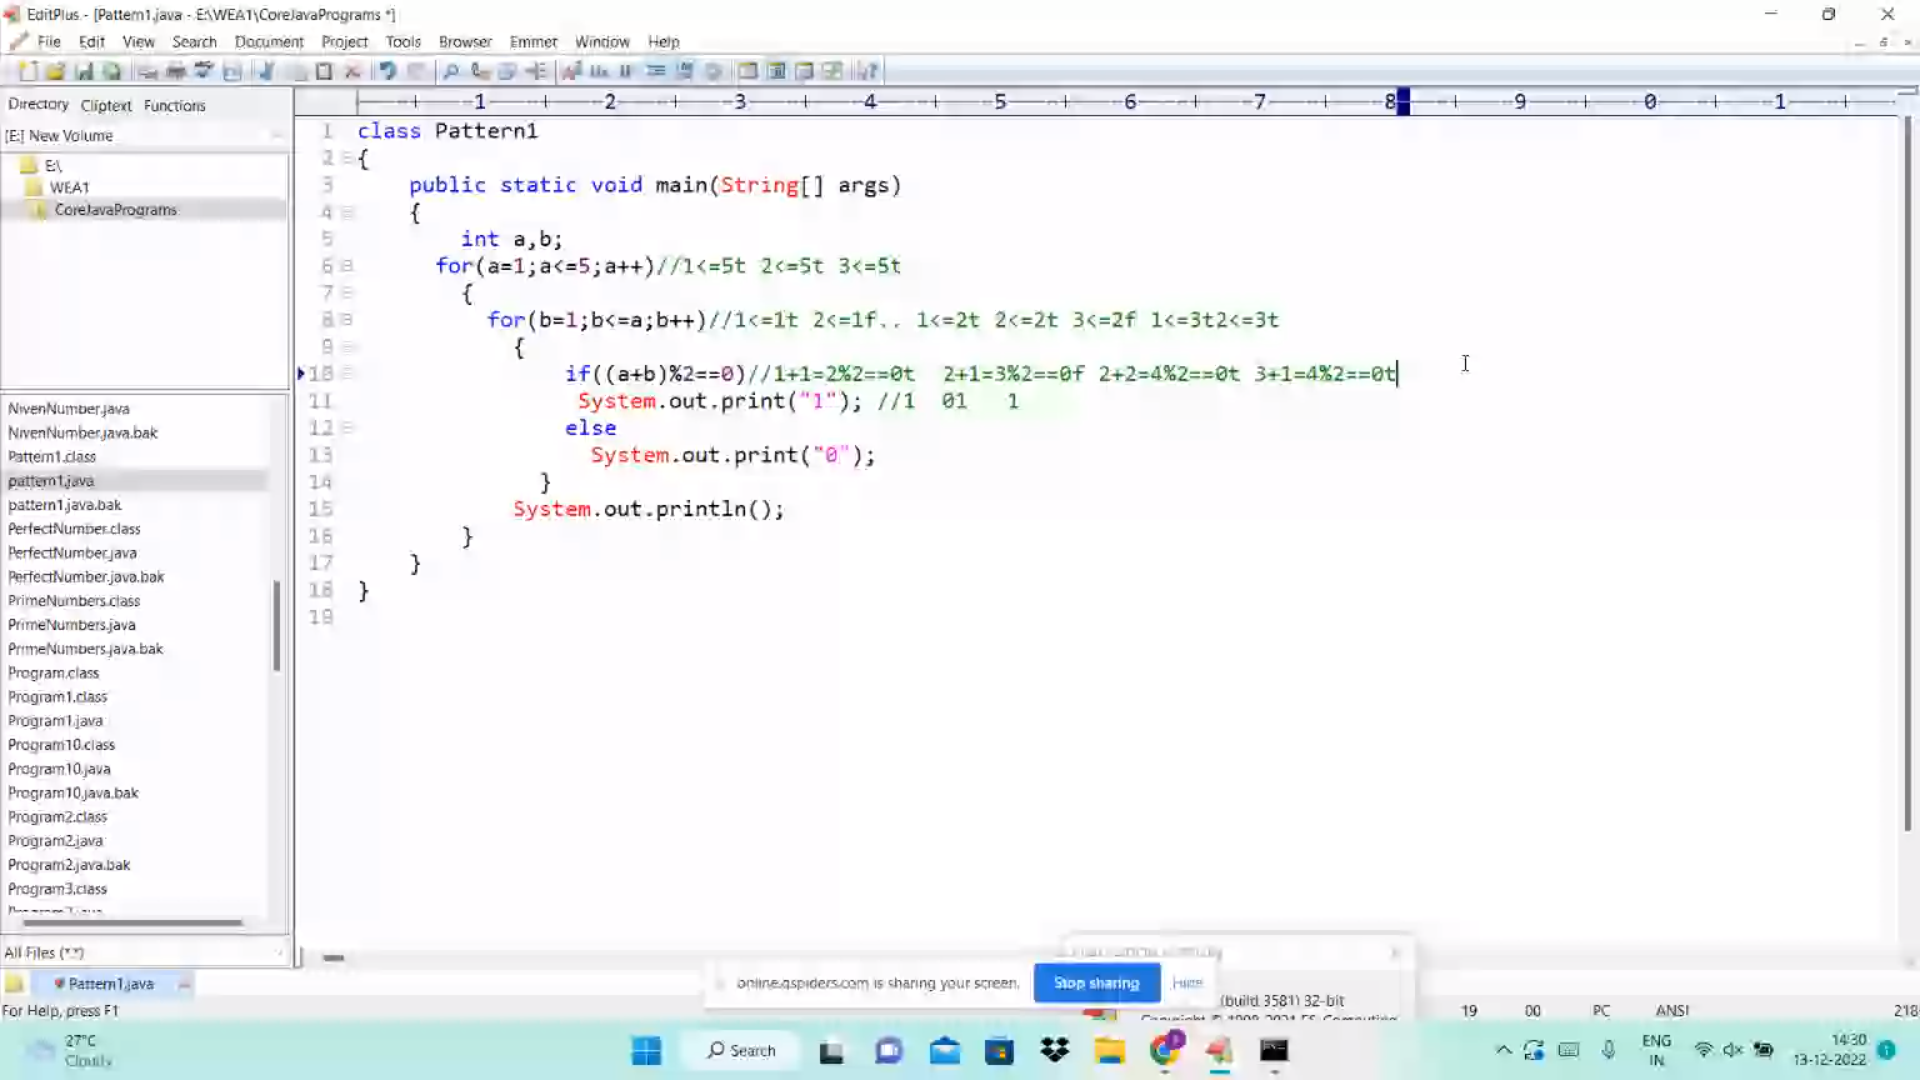 EditPlus - [Pattern1.java - E:\WEA1\CoreJavaPrograms *]
File Edit View Search Document Project Tools Browser Emmet Window Help
Directory Cliptext Functions
[E:] New Volume
E:\
WEA1
CoreJavaPrograms
NivenNumber.java
NivenNumber.java.bak
Pattern1.class
pattern1.java
pattern1.java.bak
PerfectNumber.class
PerfectNumber.java
PerfectNumber.java.bak
PrimeNumbers.class
PrimeNumbers.java
PrimeNumbers.java.bak
Program.class
Program1.class
Program1.java
Program10.class
Program10.java
Program10.java.bak
Program2.class
Program2.java
Program2.java.bak
Program3.class
All Files (*.*)
1 2 3 4 5 6 7 8 9 0 1
1 class Pattern1
2 {
3 public static void main(String[] args)
4 {
5 int a,b;
6 for(a=1;a<=5;a++)//1<=5t 2<=5t 3<=5t
7 {
8 for(b=1;b<=a;b++)//1<=1t 2<=1f.. 1<=2t 2<=2t 3<=2f 1<=3t2<=3t
9 {
10 if((a+b)%2==0)//1+1=2%2==0t 2+1=3%2==0f 2+2=4%2==0t 3+1=4%2==0t
11 System.out.print("1"); //1 01 1
12 else
13 System.out.print("0");
14 }
15 System.out.println();
16 }
17 }
18 }
19
Pattern1.java
online.qspiders.com is sharing your screen. Stop sharing Hide
(build 3581) 32-bit
For Help, press F1 19 00 PC ANSI 218
27°C
Cloudy
Search
ENG
IN
14:30
13-12-2022